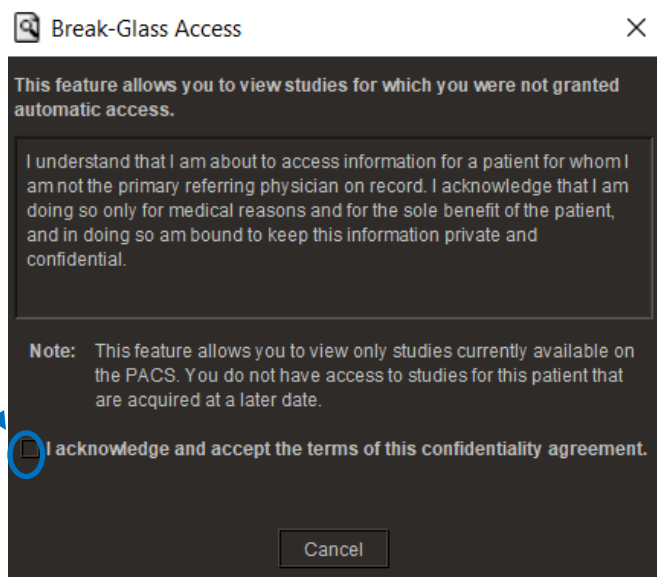 Break-Glass Access
This feature allows you to view studies for which you were not granted
automatic access.
I understand that I am about to access information for a patient for whom I
am not the primary referring physician on record. I acknowledge that I am
doing so only for medical reasons and for the sole benefit of the patient,
and in doing so am bound to keep this information private and
confidential.
Note: This feature allows you to view only studies currently available on
the PACS. You do not have access to studies for this patient that
are acquired at a later date.
I acknowledge and accept the terms of this confidentiality agreement.
Cancel